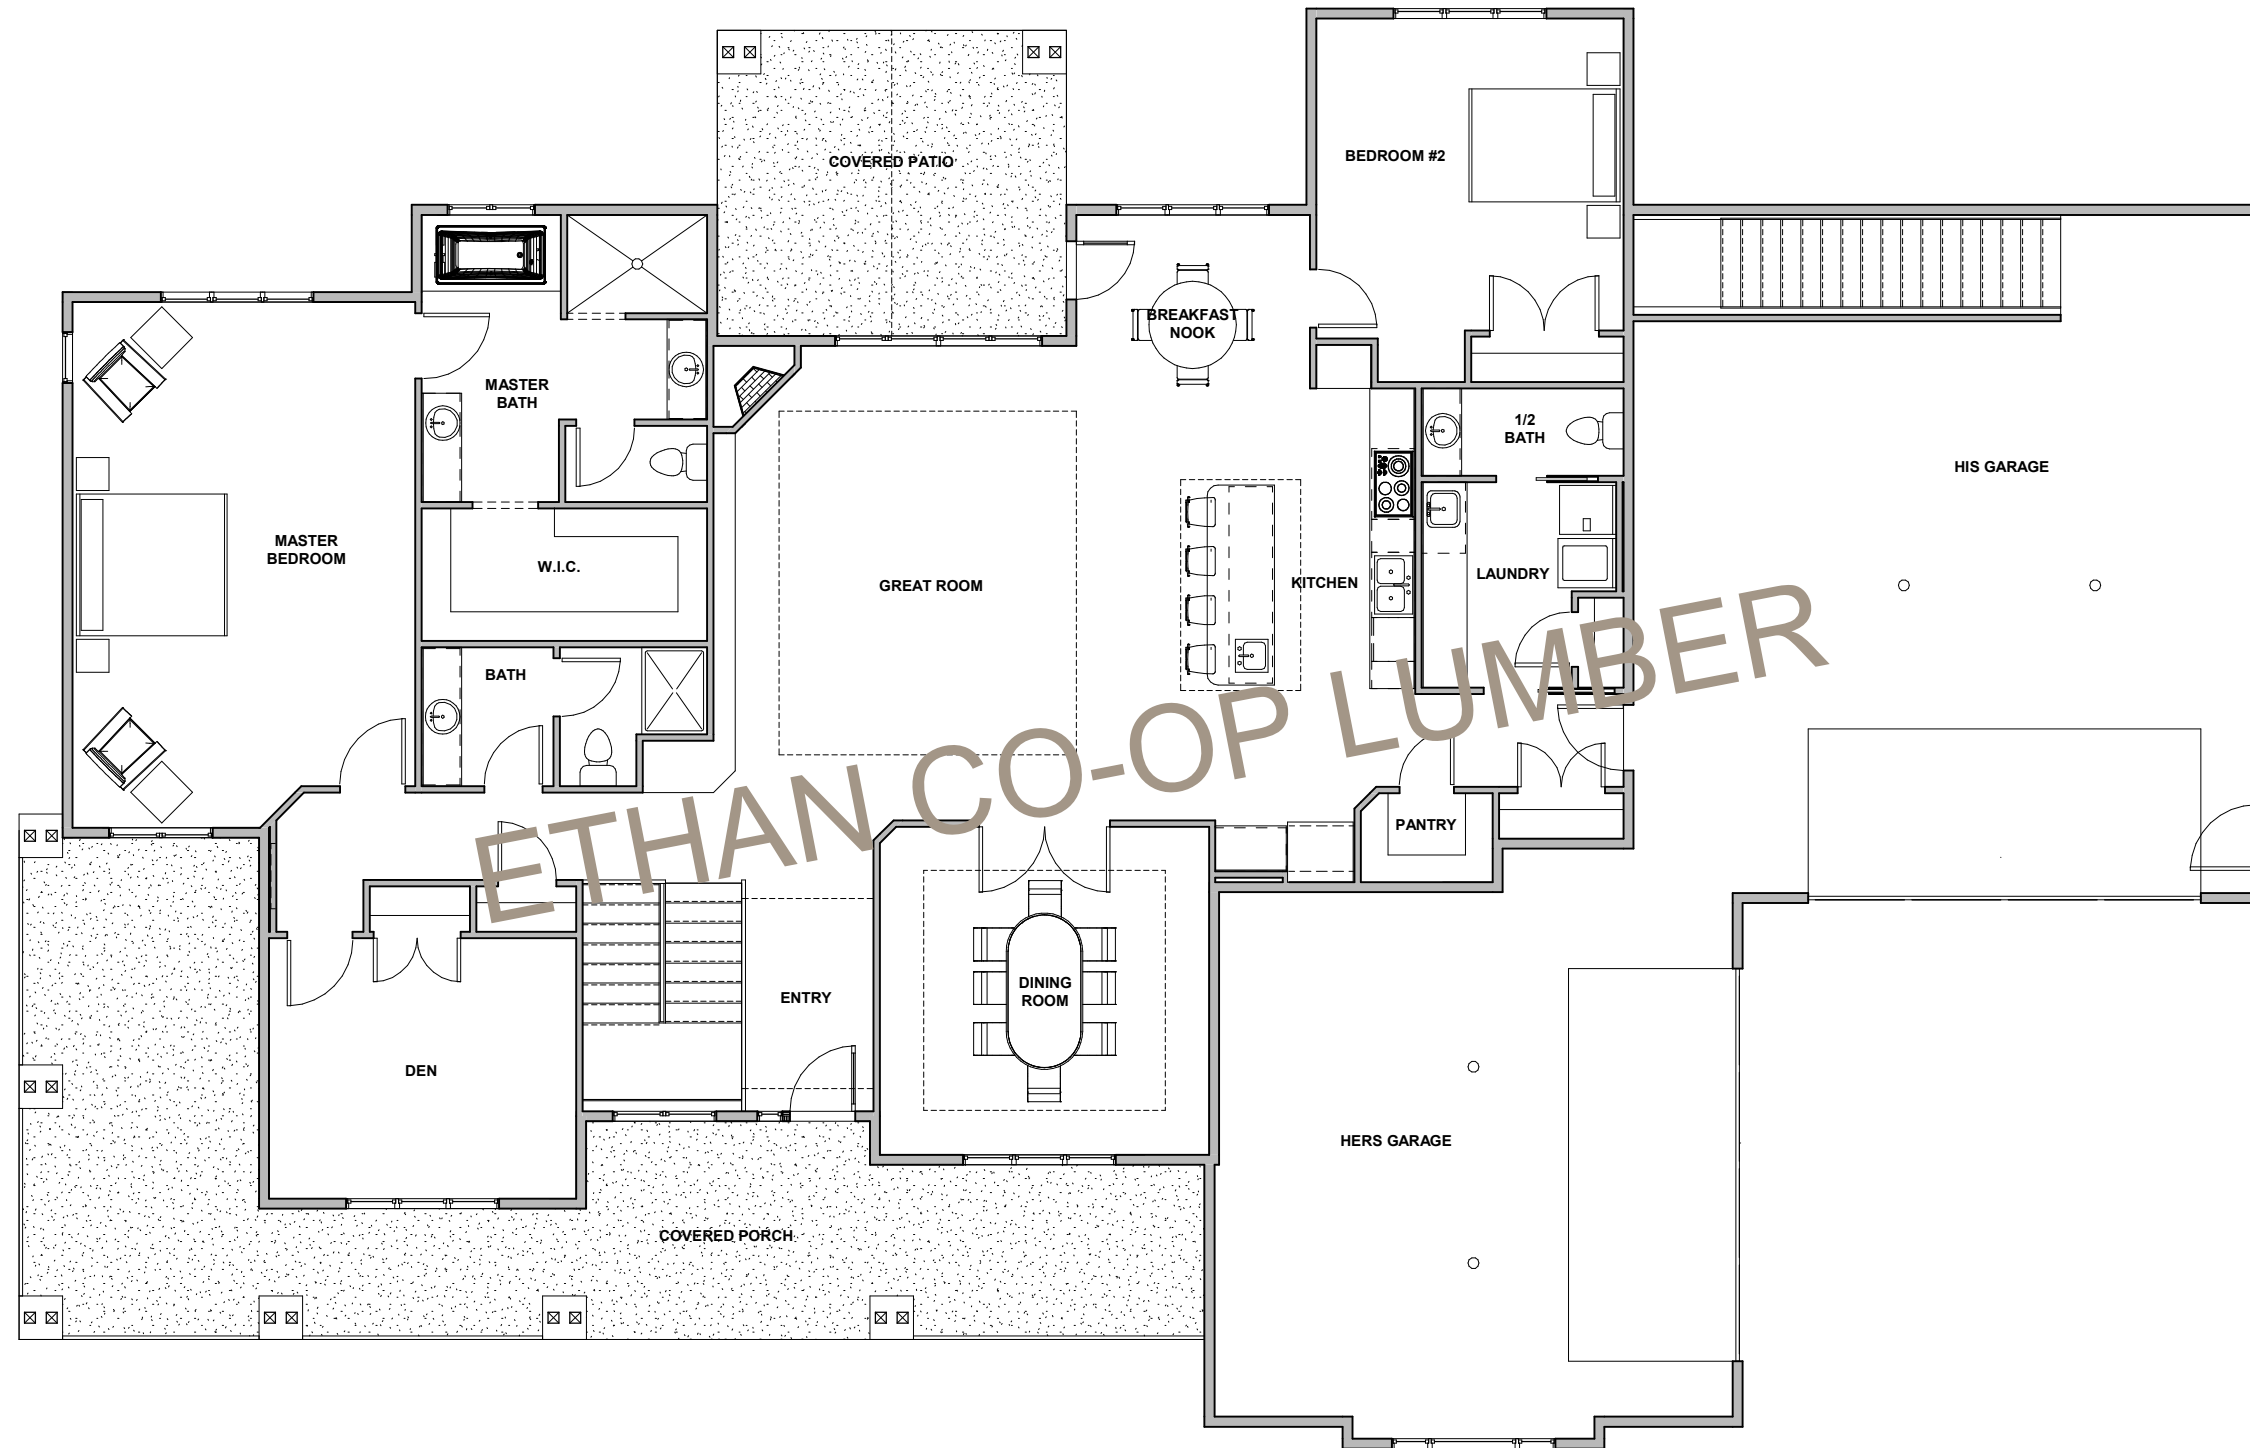 COVERED PATIO
BEDROOM #2
BREAKFAST
NOOK
MASTER
BATH
1/2
BATH
HIS GARAGE
MASTER
BEDROOM
W.I.C.
GREAT ROOM
KITCHEN
LAUNDRY
BATH
ETHAN CO-OP LUMBER
PANTRY
ENTRY
DINING
ROOM
DEN
HERS GARAGE
COVERED PORCH